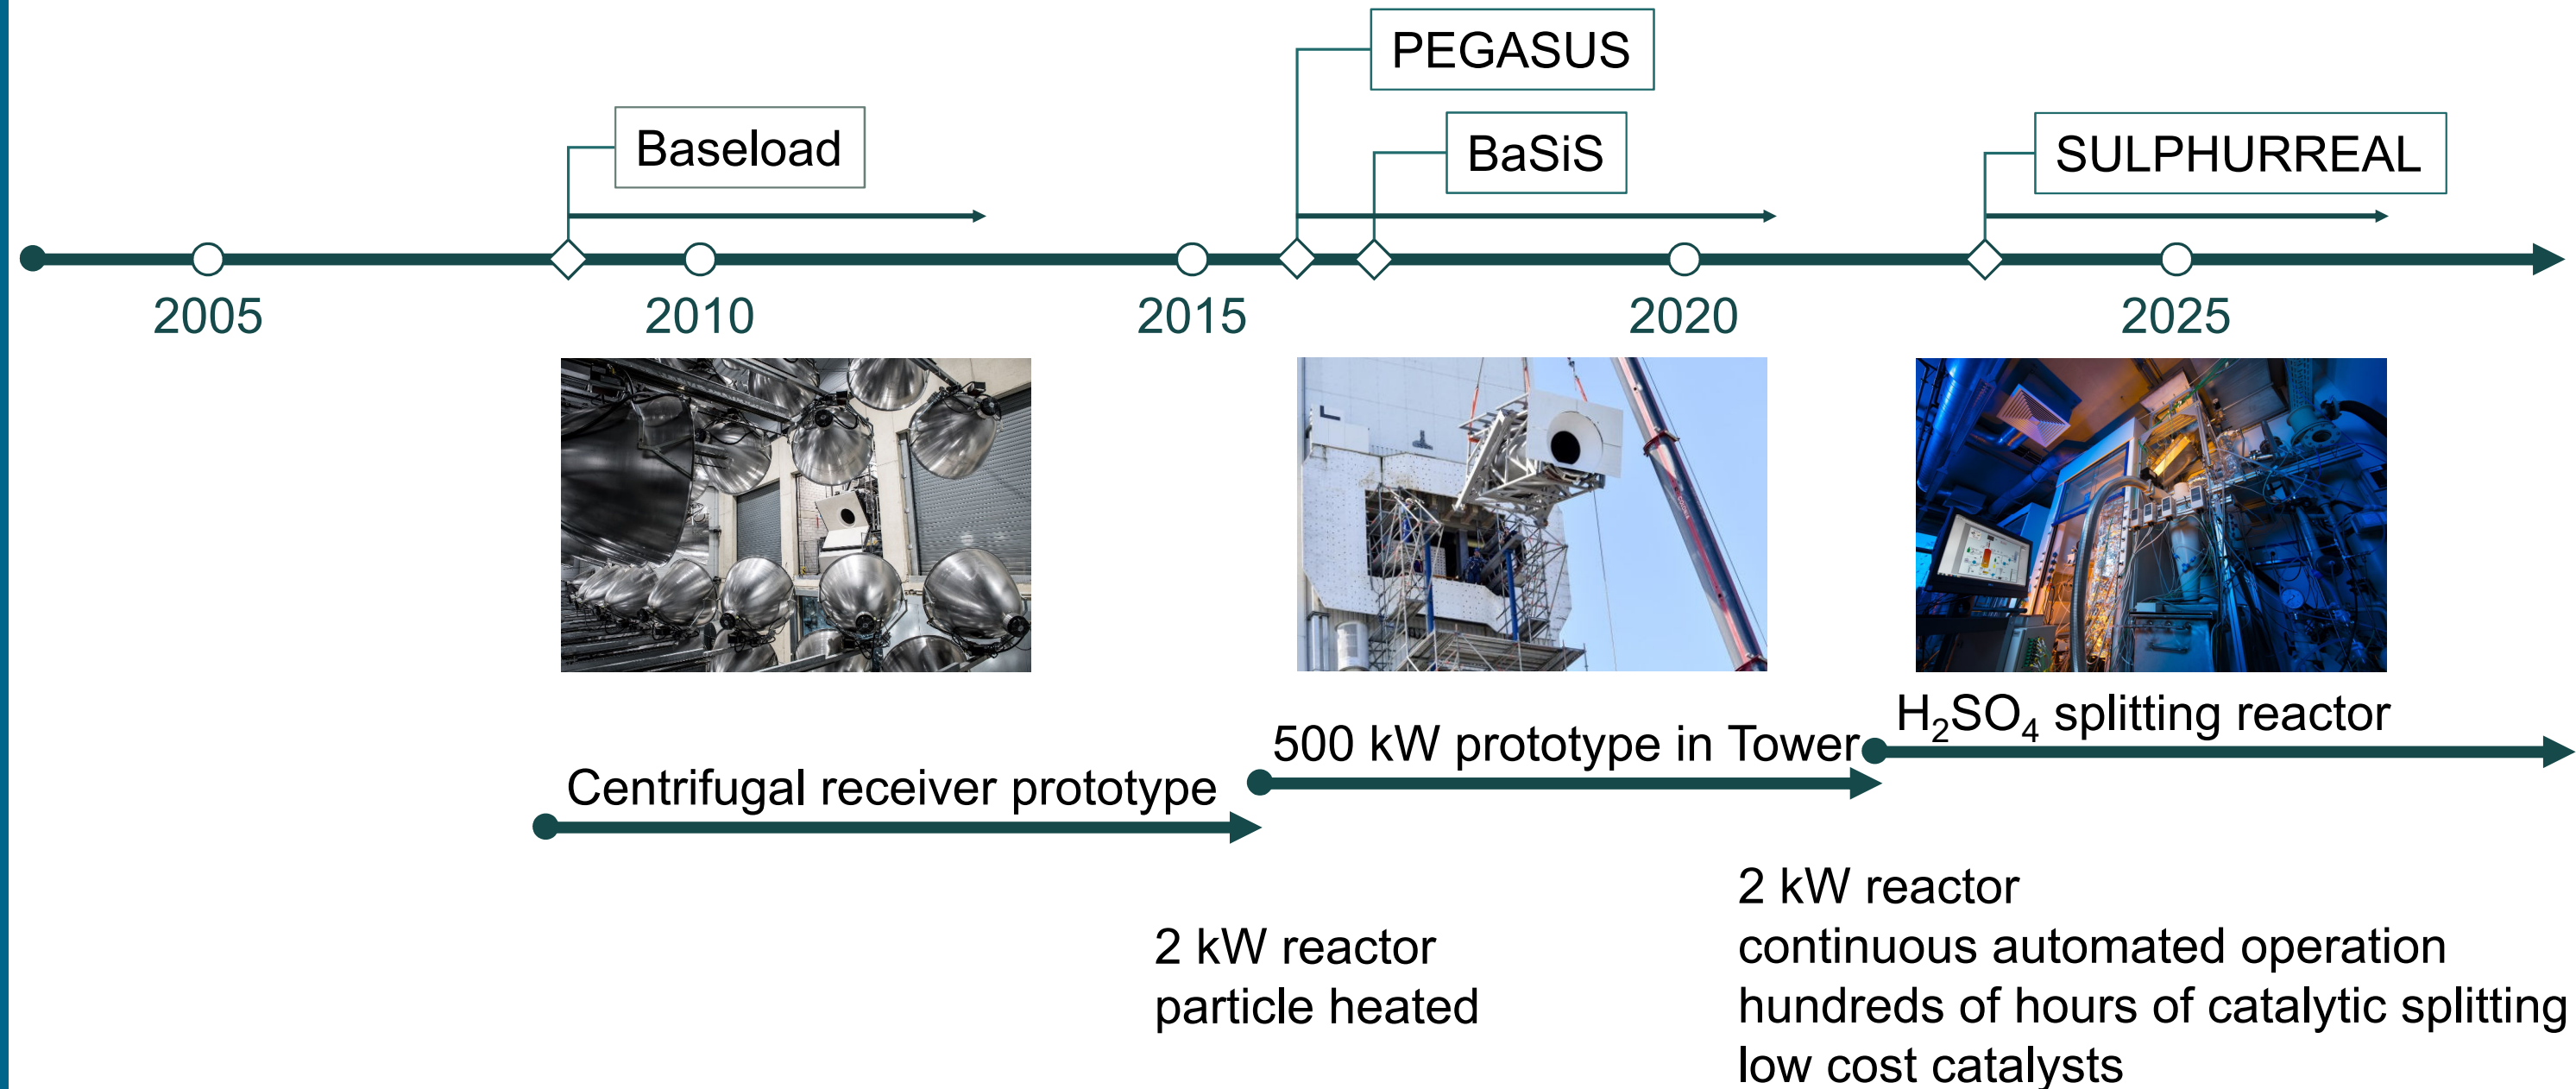 PEGASUS
Baseload
BaSiS
SULPHURREAL
2005
2010
2015
2020
2025
H₂SO₄ splitting reactor
500 kW prototype in Tower
Centrifugal receiver prototype
2 kW reactor
particle heated
2 kW reactor
continuous automated operation
hundreds of hours of catalytic splitting
low cost catalysts